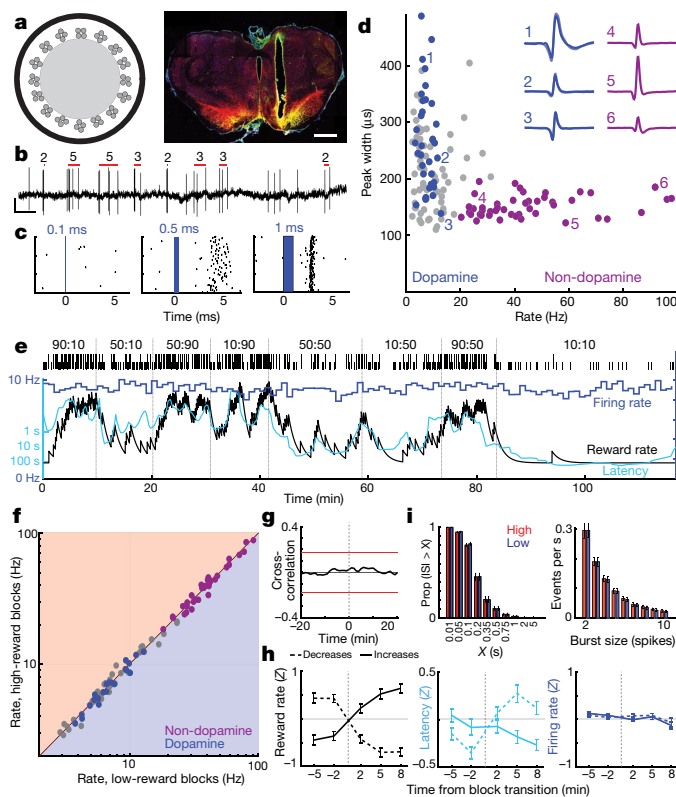 a
b
2 5 5 3 2 3 3 2
c
0.1 ms 0.5 ms 1 ms
0 5 0 5 0 5
Time (ms)
d
Peak width (µs)
400
300
200
100
1 2 3 4 5 6
1 2 3 4 5 6
Dopamine Non-dopamine
0 20 40 60 80 100
Rate (Hz)
e
90:10 50:10 50:90 10:90 50:50 10:50 90:50 10:10
10 Hz
1 s
10 s
100 s
0 Hz
Firing rate
Reward rate
Latency
0 20 40 60 80 100
Time (min)
f
Rate, high-reward blocks (Hz)
100
10
Non-dopamine
Dopamine
10 100
Rate, low-reward blocks (Hz)
g
Cross-
correlation
0.4
−0.4
−20 0 20
Time (min)
i
Prop (ISI > X)
1
0
High
Low
0.01 0.05 0.1 0.2 0.35 0.5 0.75 1 2 5
X (s)
Events per s
0.3
0
2 10
Burst size (spikes)
h
Decreases Increases
Reward rate (Z)
1
−1
−5 −2 2 5 8
Latency (Z)
0.5
−0.5
−5 −2 2 5 8
Firing rate (Z)
1
−1
−5 −2 2 5 8
Time from block transition (min)